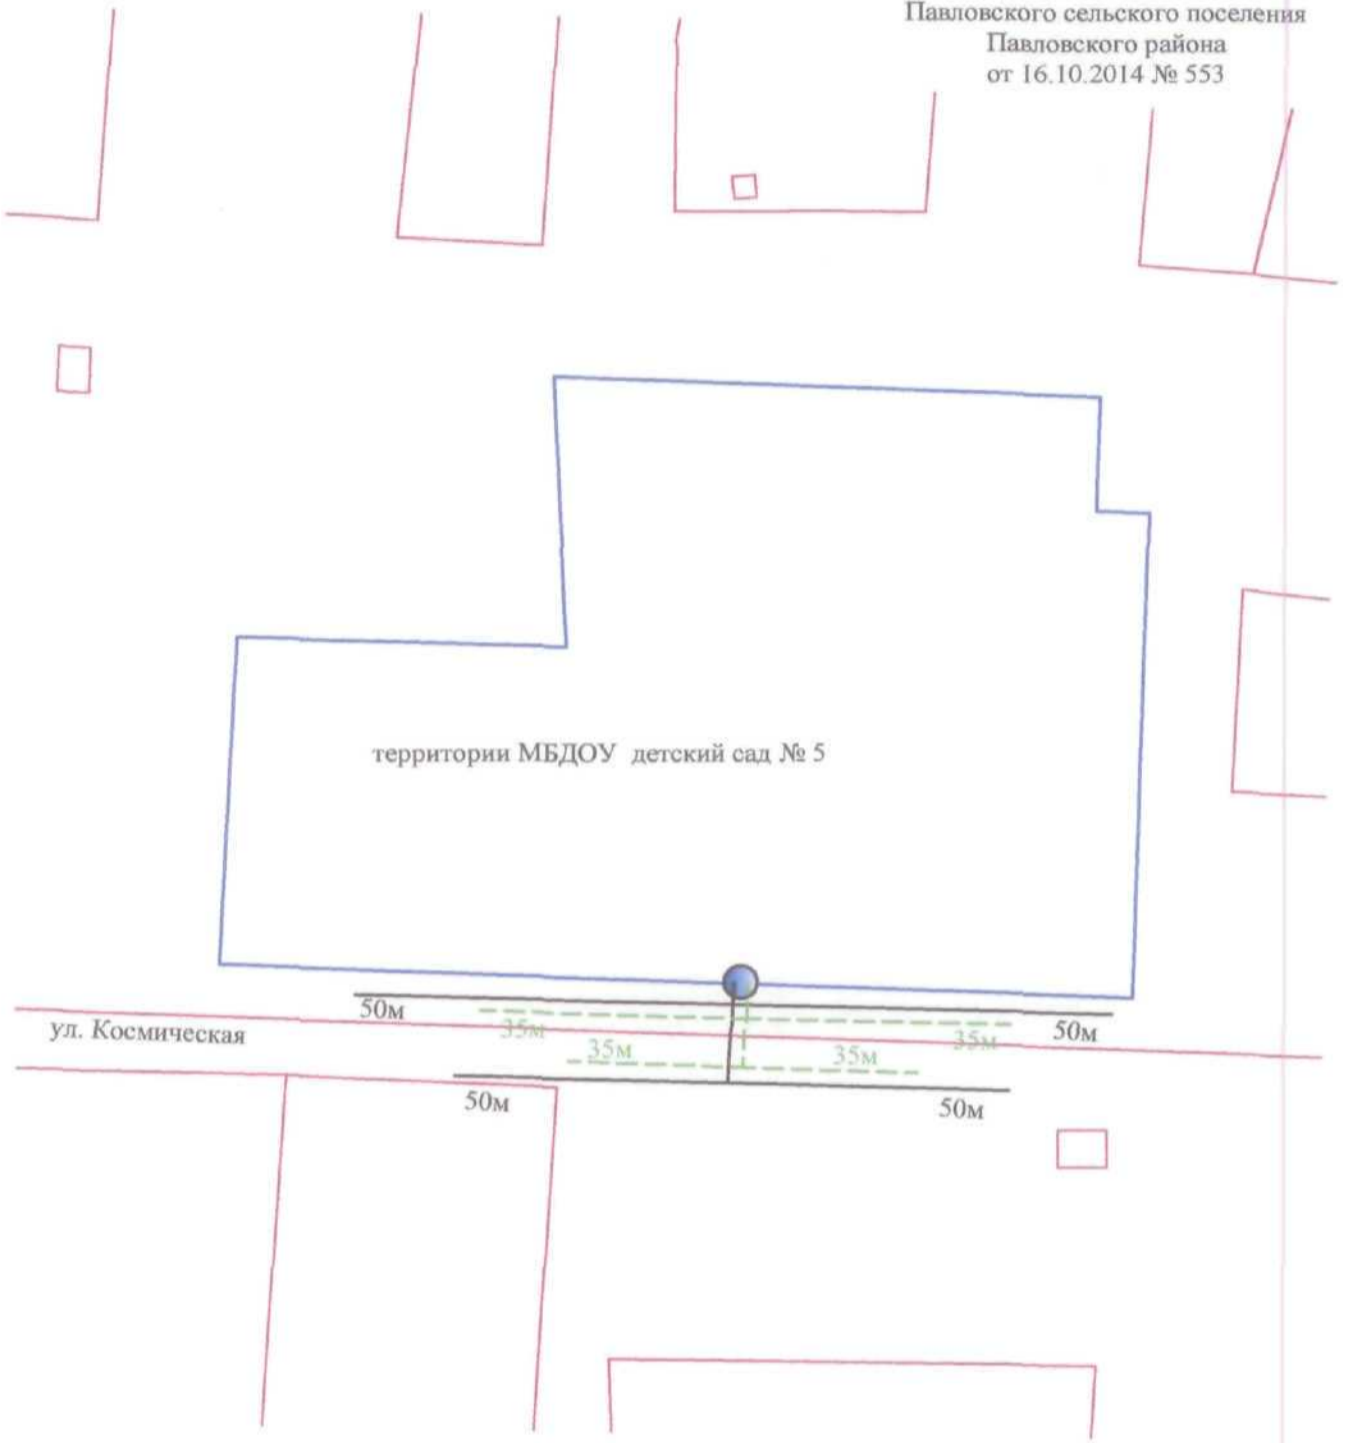 Павловского сельского поселения
Павловского района
от 16.10.2014 № 553
территории МБДОУ детский сад № 5
50м
35м
35м
35м
35м
50м
ул. Космическая
50м
50м